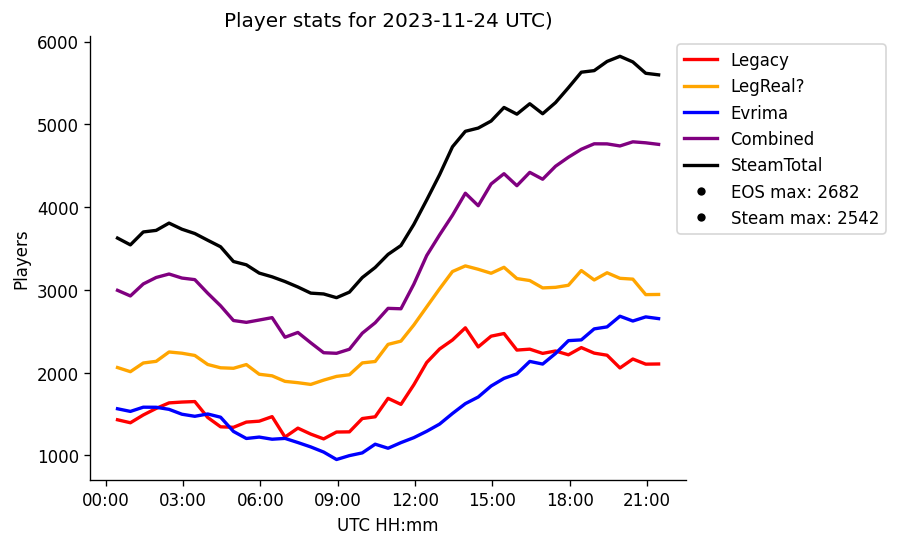 Player stats for 2023-11-24 UTC)
6000
5000
4000
3000
2000
1000
Players
00:00 03:00 06:00 09:00 12:00 15:00 18:00 21:00
UTC HH:mm
Legacy
LegReal?
Evrima
Combined
SteamTotal
EOS max: 2682
Steam max: 2542